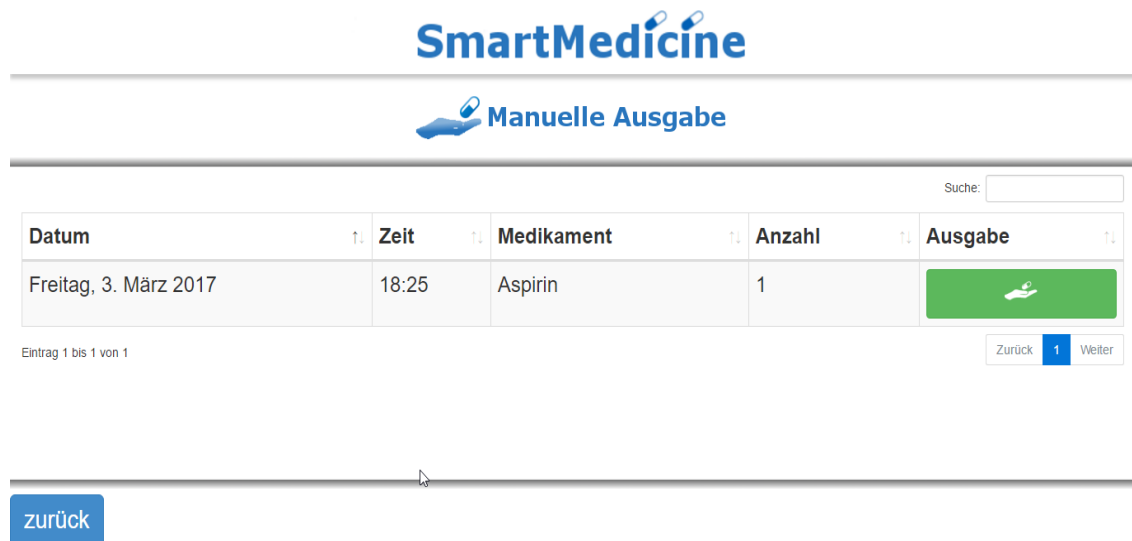 SmartMedicine
Manuelle Ausgabe
Suche:
Datum Zeit Medikament Anzahl Ausgabe
Freitag, 3. März 2017 18:25 Aspirin 1
Eintrag 1 bis 1 von 1 Zurück 1 Weiter
zurück